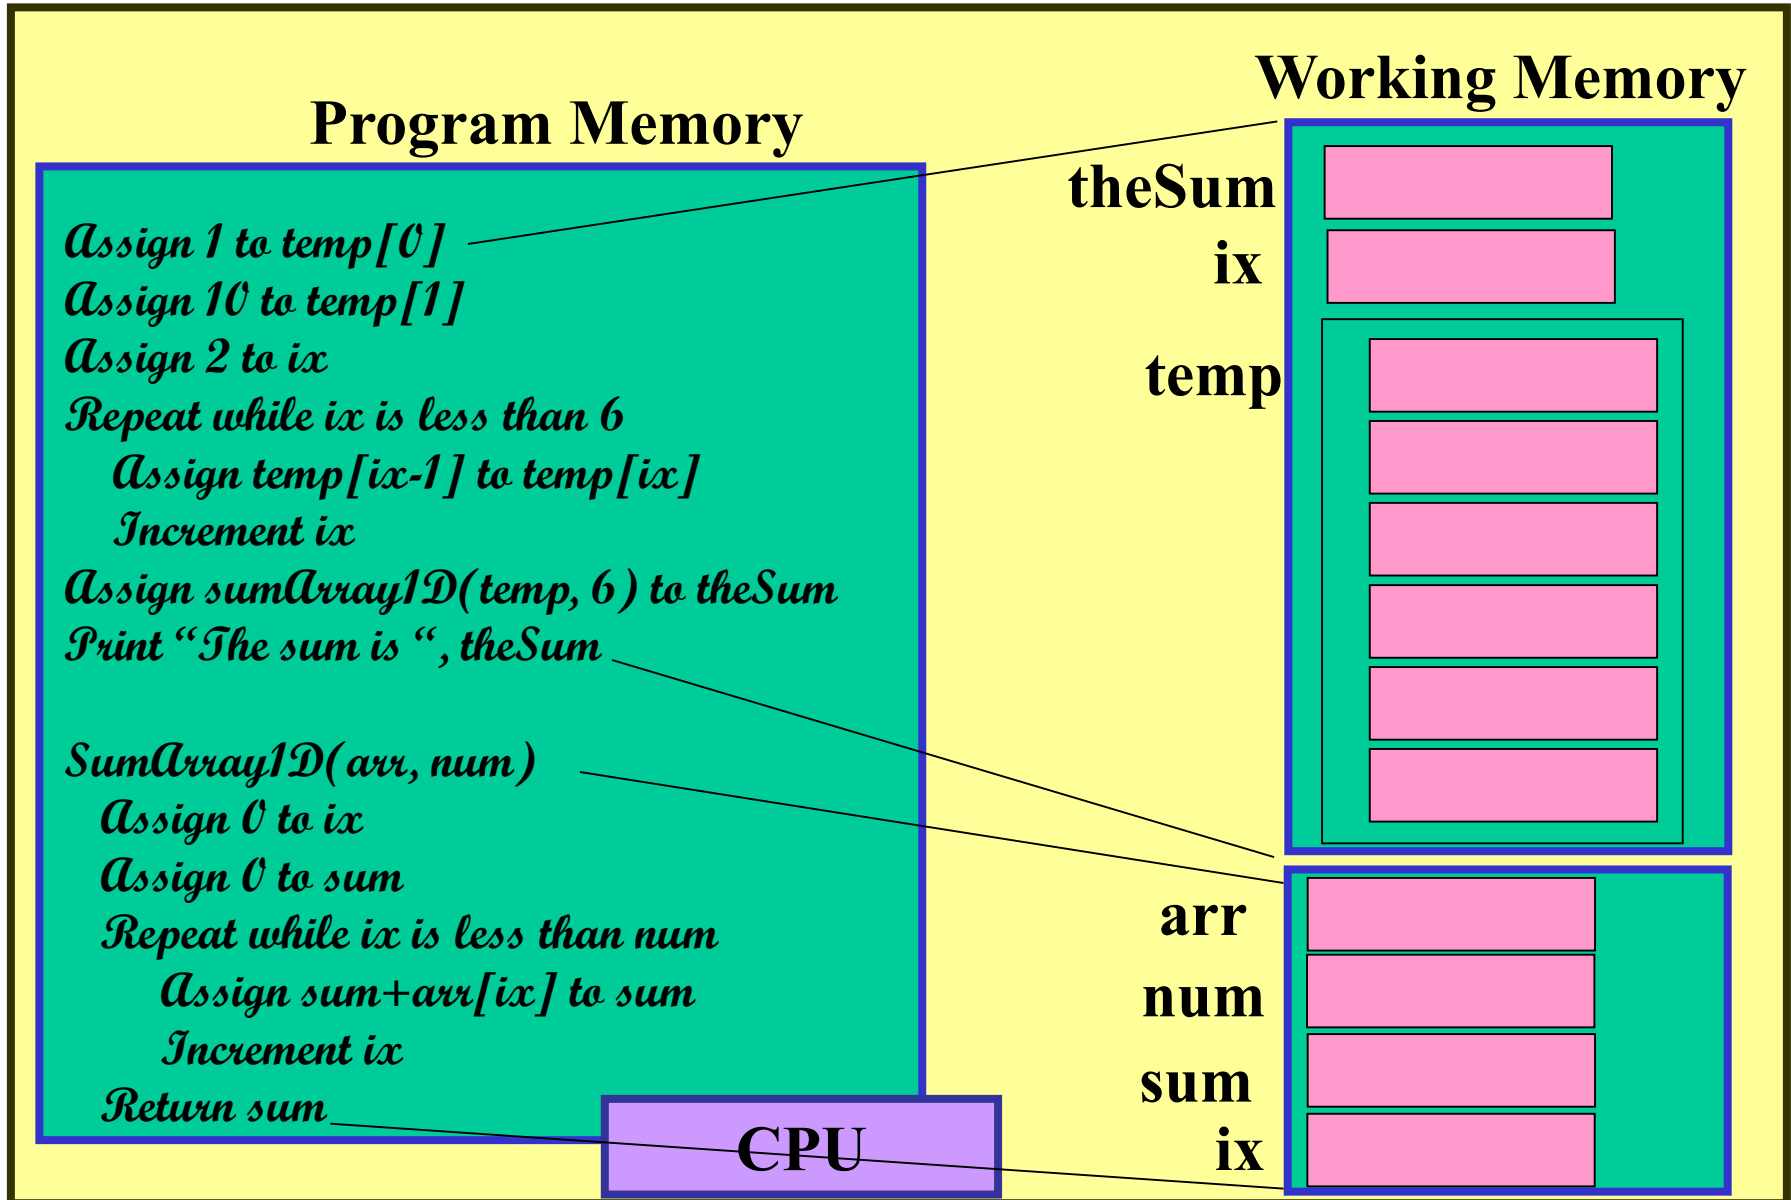 Program Memory
Assign 1 to temp[0]
Assign 10 to temp[1]
Assign 2 to ix
Repeat while ix is less than 6
Assign temp[ix-1] to temp[ix]
Increment ix
Assign sumArray1D(temp, 6) to theSum
Print “The sum is “, theSum
SumArray1D(arr, num)
Assign 0 to ix
Assign 0 to sum
Repeat while ix is less than num
Assign sum+arr[ix] to sum
Increment ix
Return sum
CPU
Working Memory
theSum
ix
temp
arr
num
sum
ix